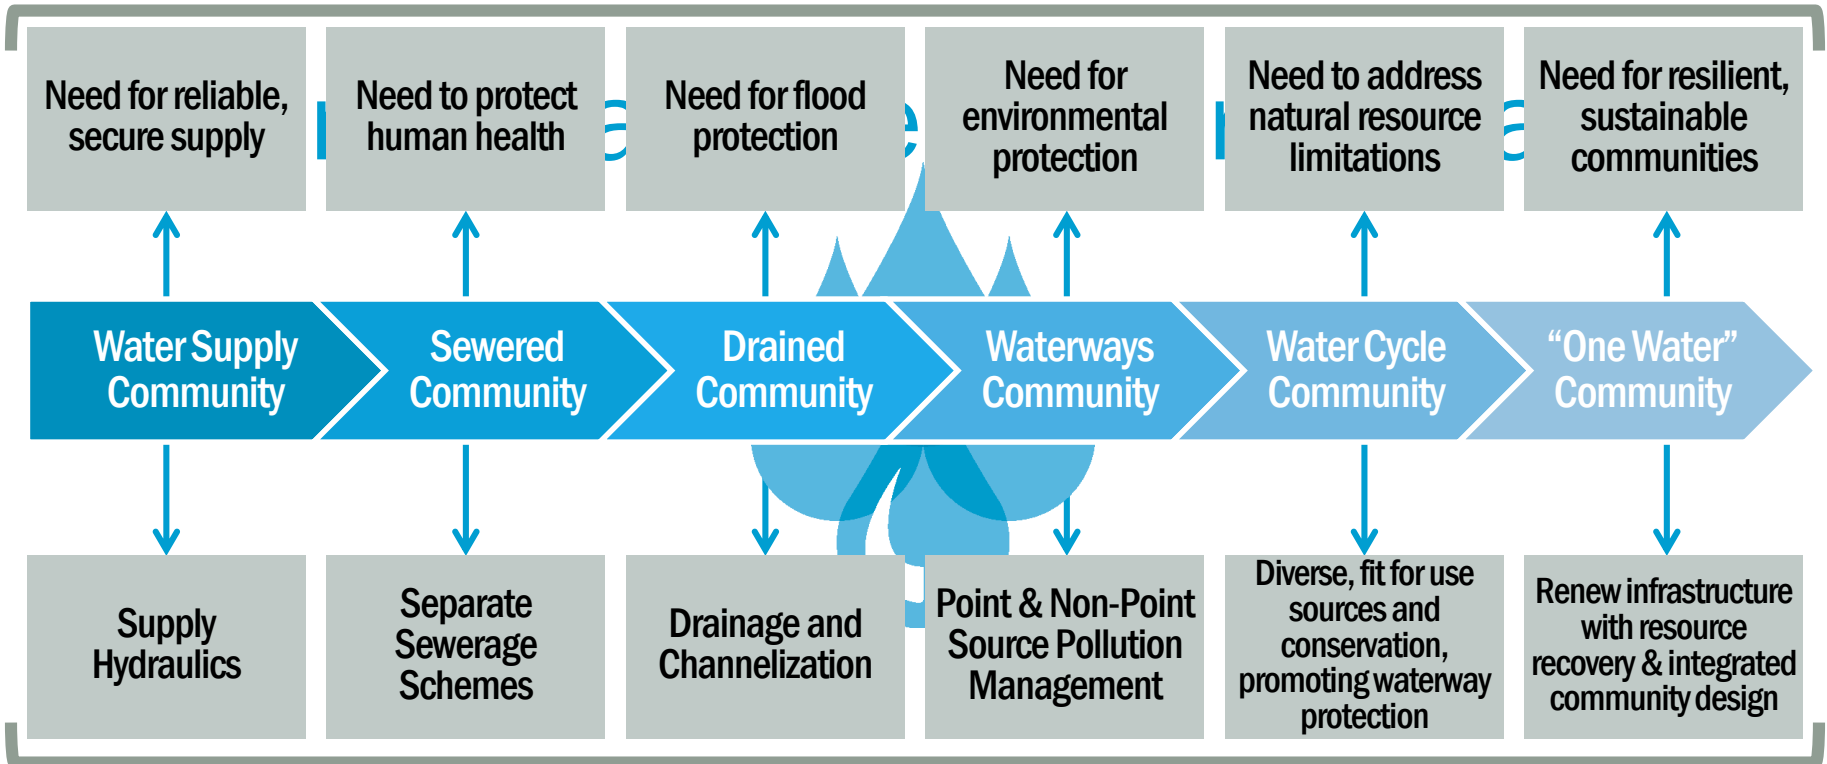 Need for reliable,
secure supply
Need to protect
human health
Need for flood
protection
Need for
environmental
protection
Need to address
natural resource
limitations
Need for resilient,
sustainable
communities
Water Supply
Community
Sewered
Community
Drained
Community
Waterways
Community
Water Cycle
Community
“One Water”
Community
Supply
Hydraulics
Separate
Sewerage
Schemes
Drainage and
Channelization
Point & Non-Point
Source Pollution
Management
Diverse, fit for use
sources and
conservation,
promoting waterway
protection
Renew infrastructure
with resource
recovery & integrated
community design